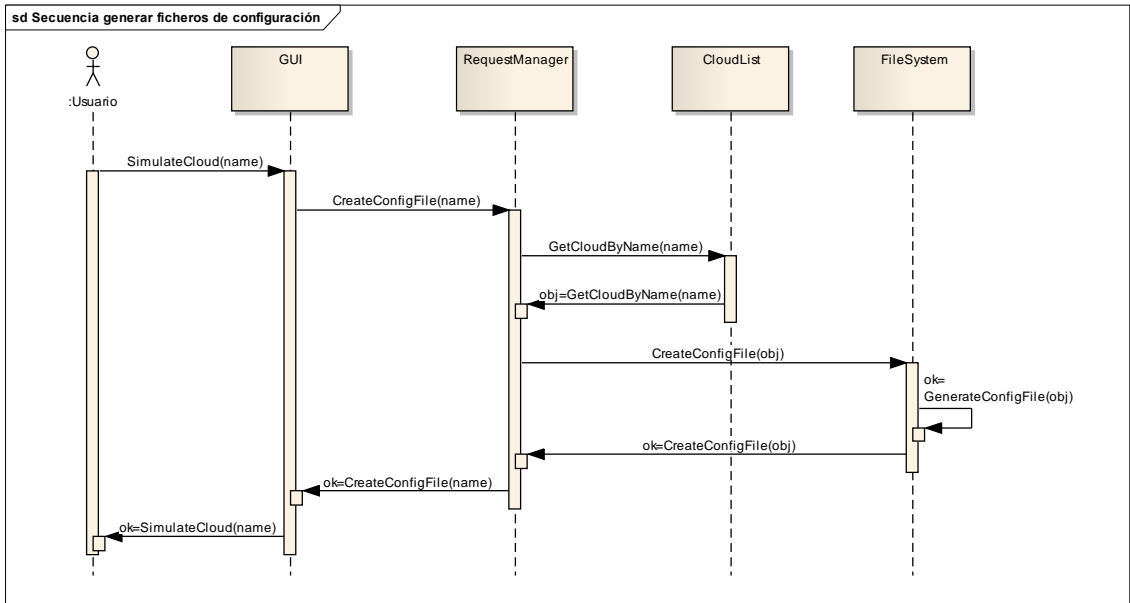 sd Secuencia generar ficheros de configuración
:Usuario
GUI
RequestManager
CloudList
FileSystem
SimulateCloud(name)
CreateConfigFile(name)
GetCloudByName(name)
obj=GetCloudByName(name)
CreateConfigFile(obj)
ok=
GenerateConfigFile(obj)
ok=CreateConfigFile(obj)
ok=CreateConfigFile(name)
ok=SimulateCloud(name)